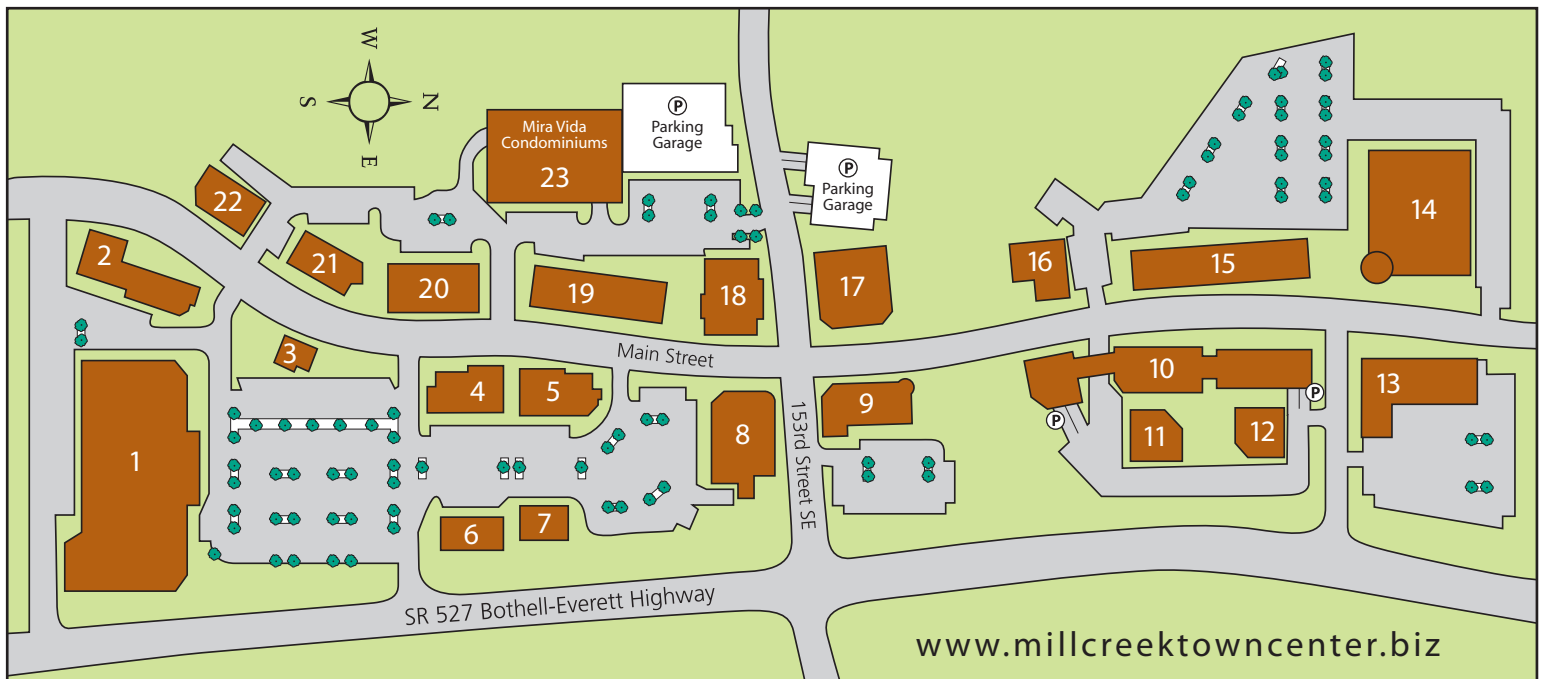 W
S
N
E
Mira Vida
Condominiums
23
P
Parking
Garage
P
Parking
Garage
22
2
21
20
19
18
17
16
15
14
3
Main Street
4
5
8
9
153rd Street SE
10
P
P
11
12
13
1
6
7
SR 527 Bothell-Everett Highway
www.millcreektowncenter.biz